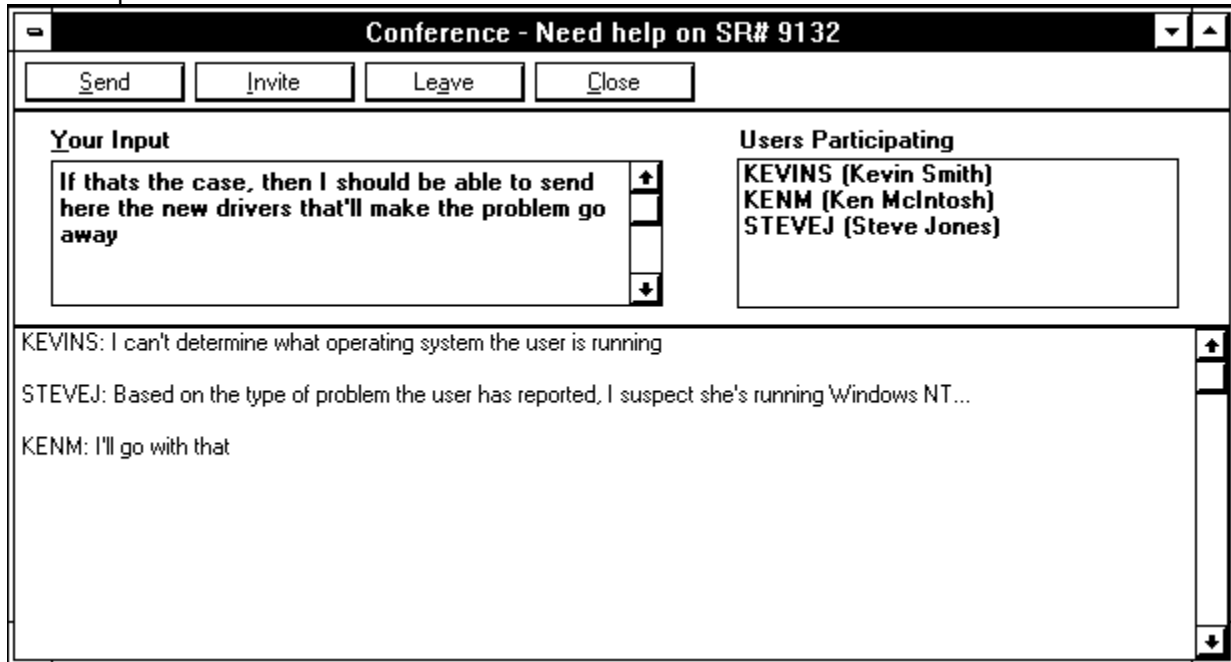 Conference - Need help on SR# 9132
Send Invite Leave Close
Your Input
If thats the case, then I should be able to send
here the new drivers that'll make the problem go
away
Users Participating
KEVINS (Kevin Smith)
KENM (Ken McIntosh)
STEVEJ (Steve Jones)
KEVINS: I can't determine what operating system the user is running
STEVEJ: Based on the type of problem the user has reported, I suspect she's running Windows NT...
KENM: I'll go with that